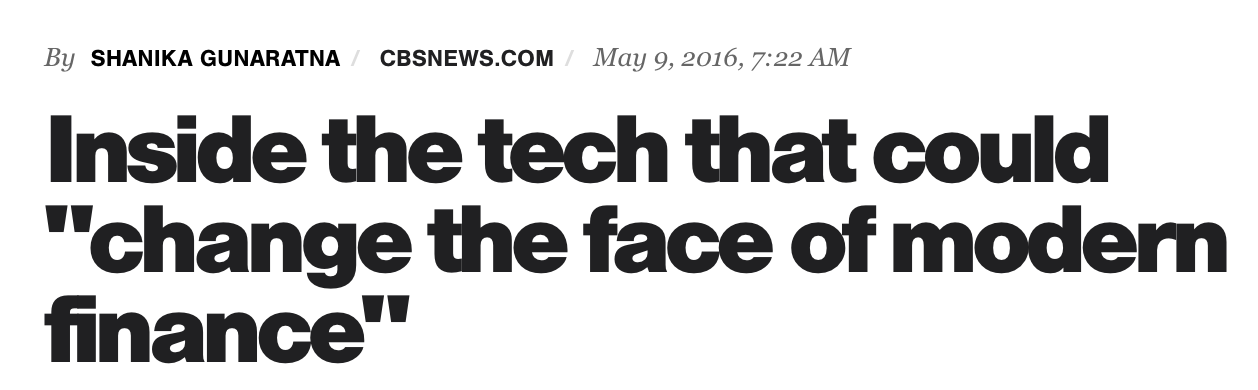 By SHANIKA GUNARATNA / CBSNEWS.COM / May 9, 2016, 7:22 AM
Inside the tech that could
"change the face of modern
finance"